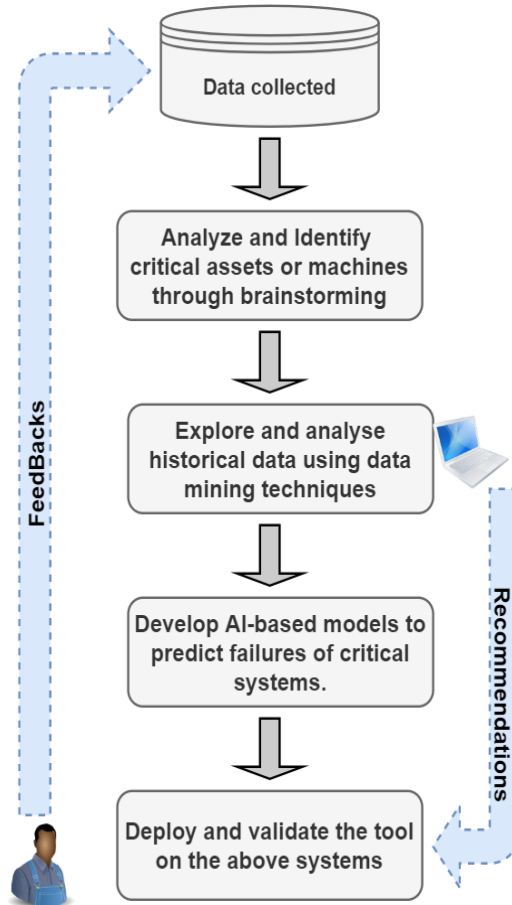 Data collected
Analyze and Identify
critical assets or machines
through brainstorming
Explore and analyse
historical data using data
mining techniques
Develop AI-based models to
predict failures of critical
systems.
Deploy and validate the tool
on the above systems
FeedBacks
Recommendations